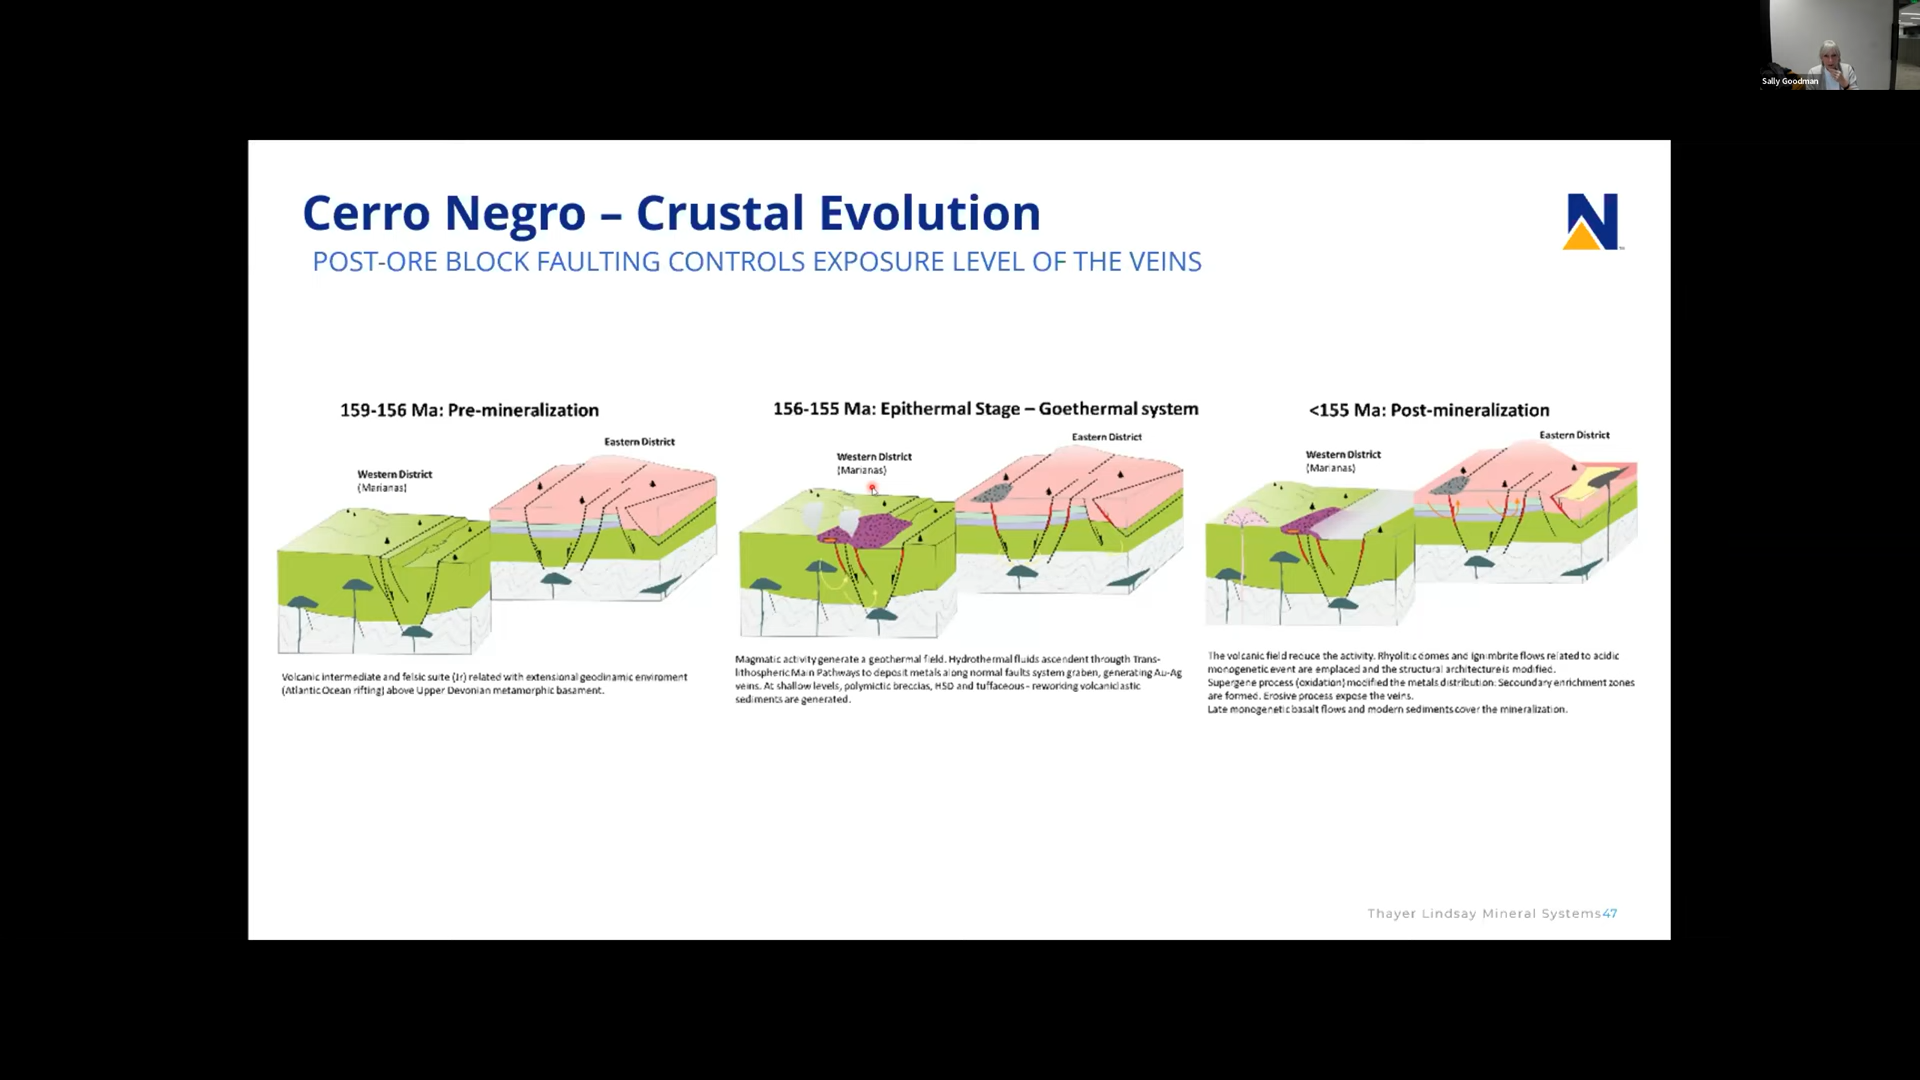 Sally Goodman
Cerro Negro – Crustal Evolution
POST-ORE BLOCK FAULTING CONTROLS EXPOSURE LEVEL OF THE VEINS
159-156 Ma: Pre-mineralization
Eastern District
Western District
(Marianas)
Volcanic intermediate and felsic suite (Jr) related with extensional geodinamic enviroment
(Atlantic Ocean rifting) above Upper Devonian metamorphic basament.
156-155 Ma: Epithermal Stage – Goethermal system
Eastern District
Western District
(Marianas)
Magmatic activity generate a geothermal field. Hydrothermal fluids ascendent through Trans-
lithospheric Main Pathways to deposit metals along normal faults system graben, generating Au-Ag
veins. At shallow levels, polymictic breccias, HSD and tuffaceous - reworking volcaniclastic
sediments are generated.
<155 Ma: Post-mineralization
Eastern District
Western District
(Marianas)
The volcanic field reduce the activity. Rhyolitic domes and ignimbrite flows related to acidic
monogenetic event are emplaced and the structural architecture is modified.
Supergene process (oxidation) modified the metals distribution. Secoundary enrichment zones
are formed. Erosive process expose the veins.
Late monogenetic basalt flows and modern sediments cover the mineralization.
Thayer Lindsay Mineral Systems 47